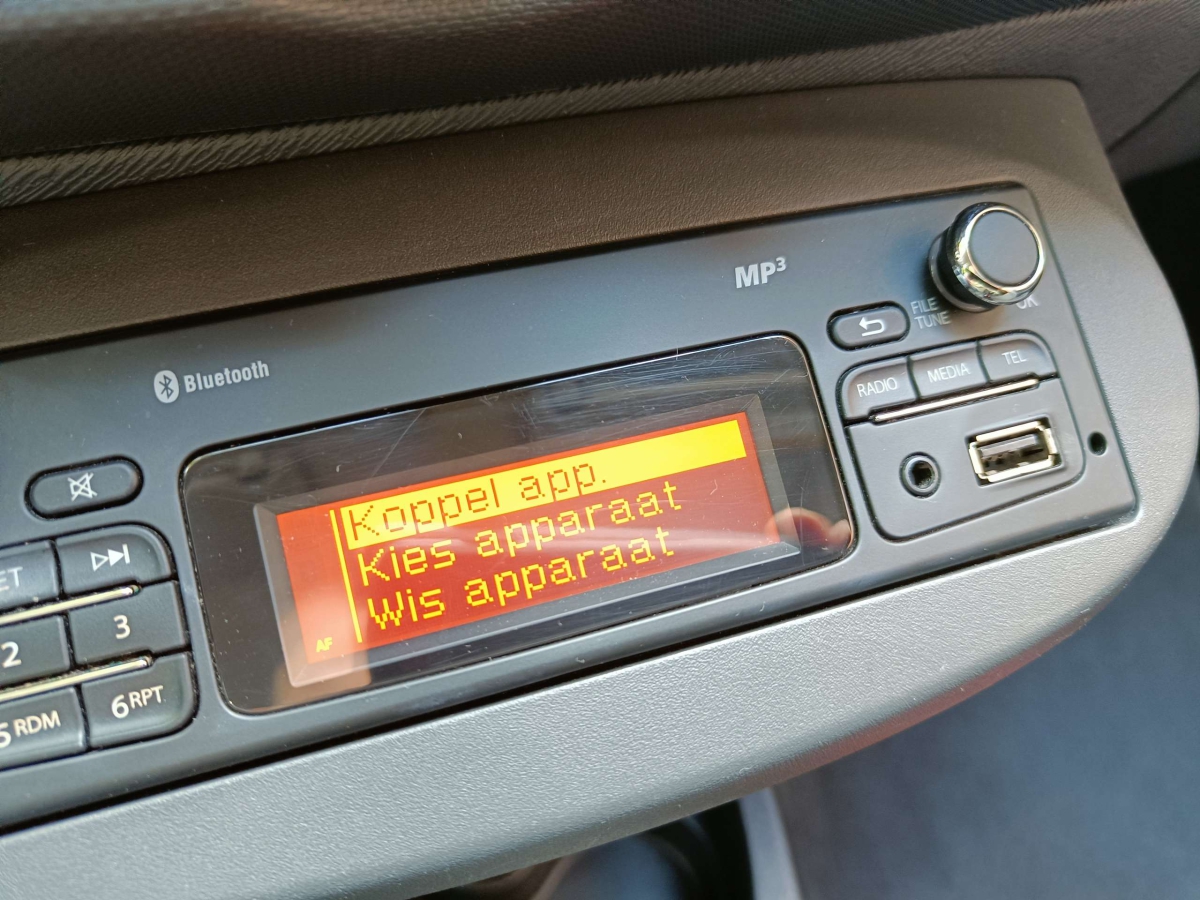 MP³
FILE
TUNE
OK
Bluetooth
RADIO
MEDIA
TEL
Koppel app.
Kies apparaat
Wis apparaat
AF
3
2
6 RPT
5 RDM